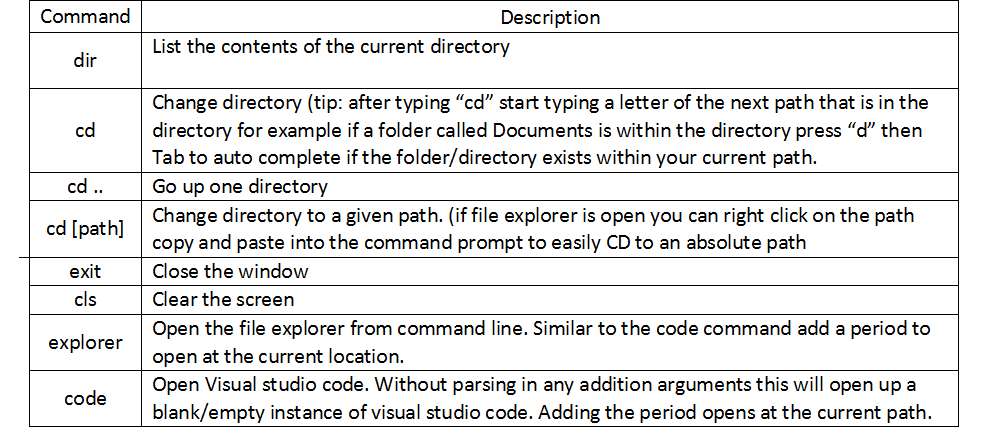 Command Description
dir List the contents of the current directory
cd Change directory (tip: after typing “cd” start typing a letter of the next path that is in the
directory for example if a folder called Documents is within the directory press “d” then
Tab to auto complete if the folder/directory exists within your current path.
cd .. Go up one directory
cd [path] Change directory to a given path. (if file explorer is open you can right click on the path
copy and paste into the command prompt to easily CD to an absolute path
exit Close the window
cls Clear the screen
explorer Open the file explorer from command line. Similar to the code command add a period to
open at the current location.
code Open Visual studio code. Without parsing in any addition arguments this will open up a
blank/empty instance of visual studio code. Adding the period opens at the current path.